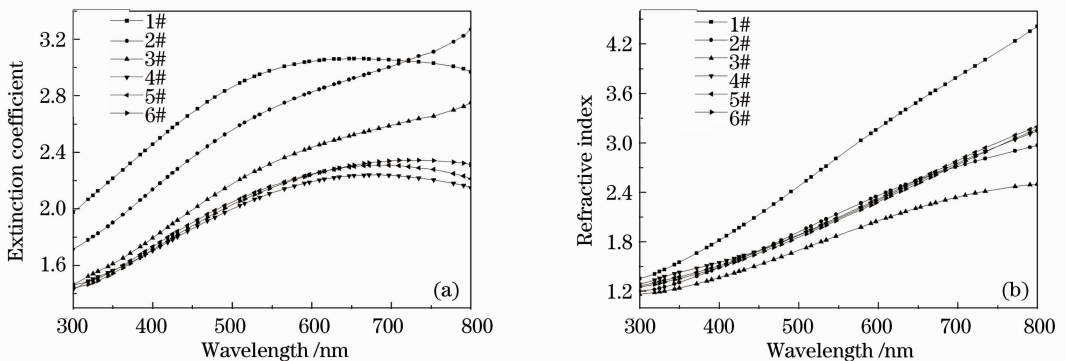 1#
2#
3#
4#
5#
6#
3.2
2.8
2.4
2.0
1.6
Extinction coefficient
300 400 500 600 700 800
Wavelength /nm
(a)
1#
2#
3#
4#
5#
6#
4.2
3.6
3.0
2.4
1.8
1.2
Refractive index
300 400 500 600 700 800
Wavelength /nm
(b)